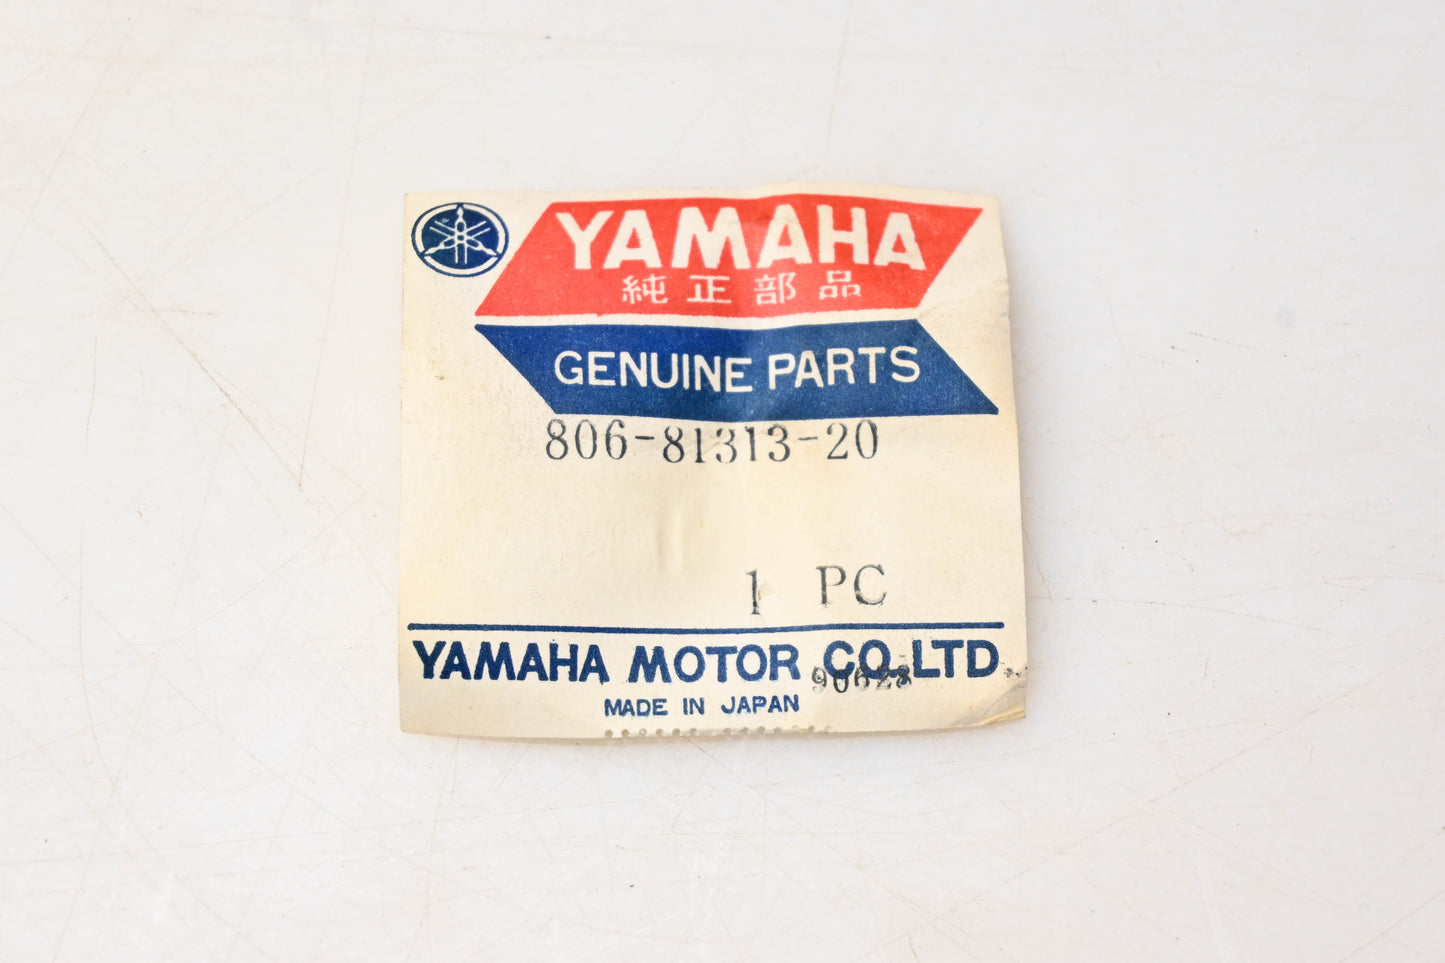 YAMAHA
純正部品
GENUINE PARTS
806-81313-20
1 PC
YAMAHA MOTOR CO.,LTD.
MADE IN JAPAN